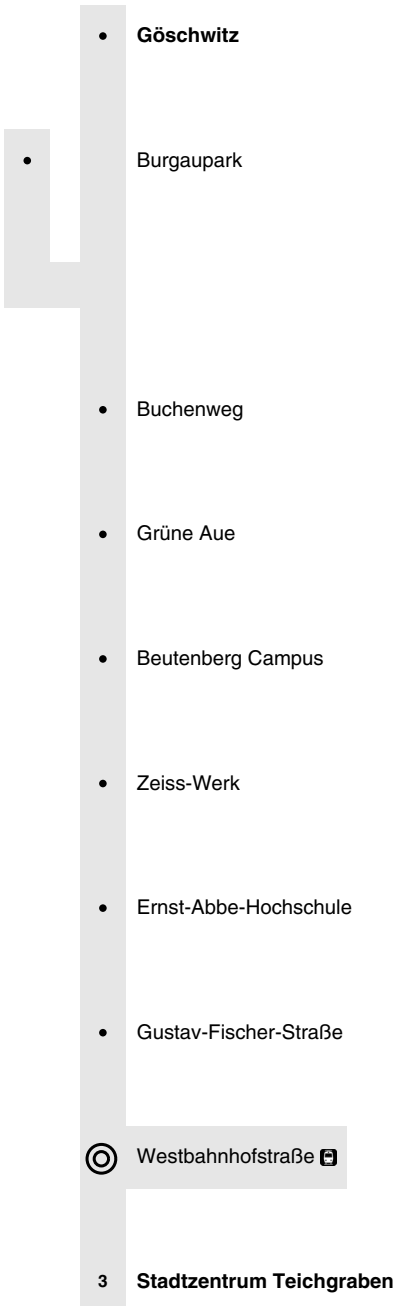 Göschwitz
Burgaupark
Buchenweg
Grüne Aue
Beutenberg Campus
Zeiss-Werk
Ernst-Abbe-Hochschule
Gustav-Fischer-Straße
Westbahnhofstraße
3 Stadtzentrum Teichgraben